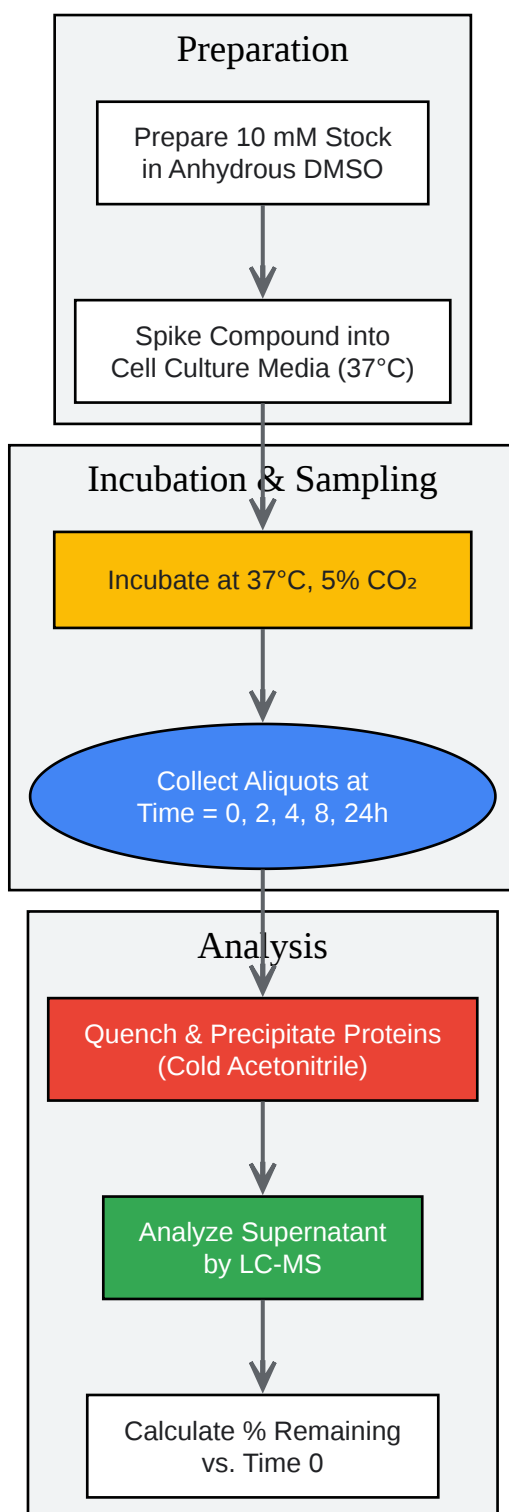 Preparation
Prepare 10 mM Stock
in Anhydrous DMSO
Spike Compound into
Cell Culture Media (37°C)
Incubation & Sampling
Incubate at 37°C, 5% CO₂
Collect Aliquots at
Time = 0, 2, 4, 8, 24h
Analysis
Quench & Precipitate Proteins
(Cold Acetonitrile)
Analyze Supernatant
by LC-MS
Calculate % Remaining
vs. Time 0